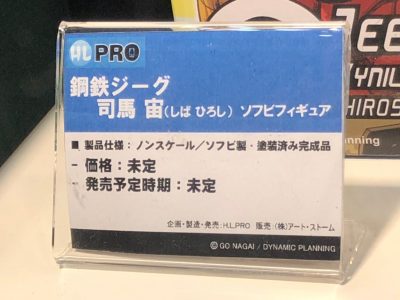 HL PRO
鋼鉄ジーグ
司馬 宙(しば ひろし) ソフビフィギュア
■ 製品仕様:ノンスケール/ソフビ製・塗装済み完成品
- 価格:未定
- 発売予定時期:未定
企画・製造・発売:H.L.PRO 販売:(株)アート・ストーム
© GO NAGAI / DYNAMIC PLANNING
JEE
YNIL
HIROS
nning